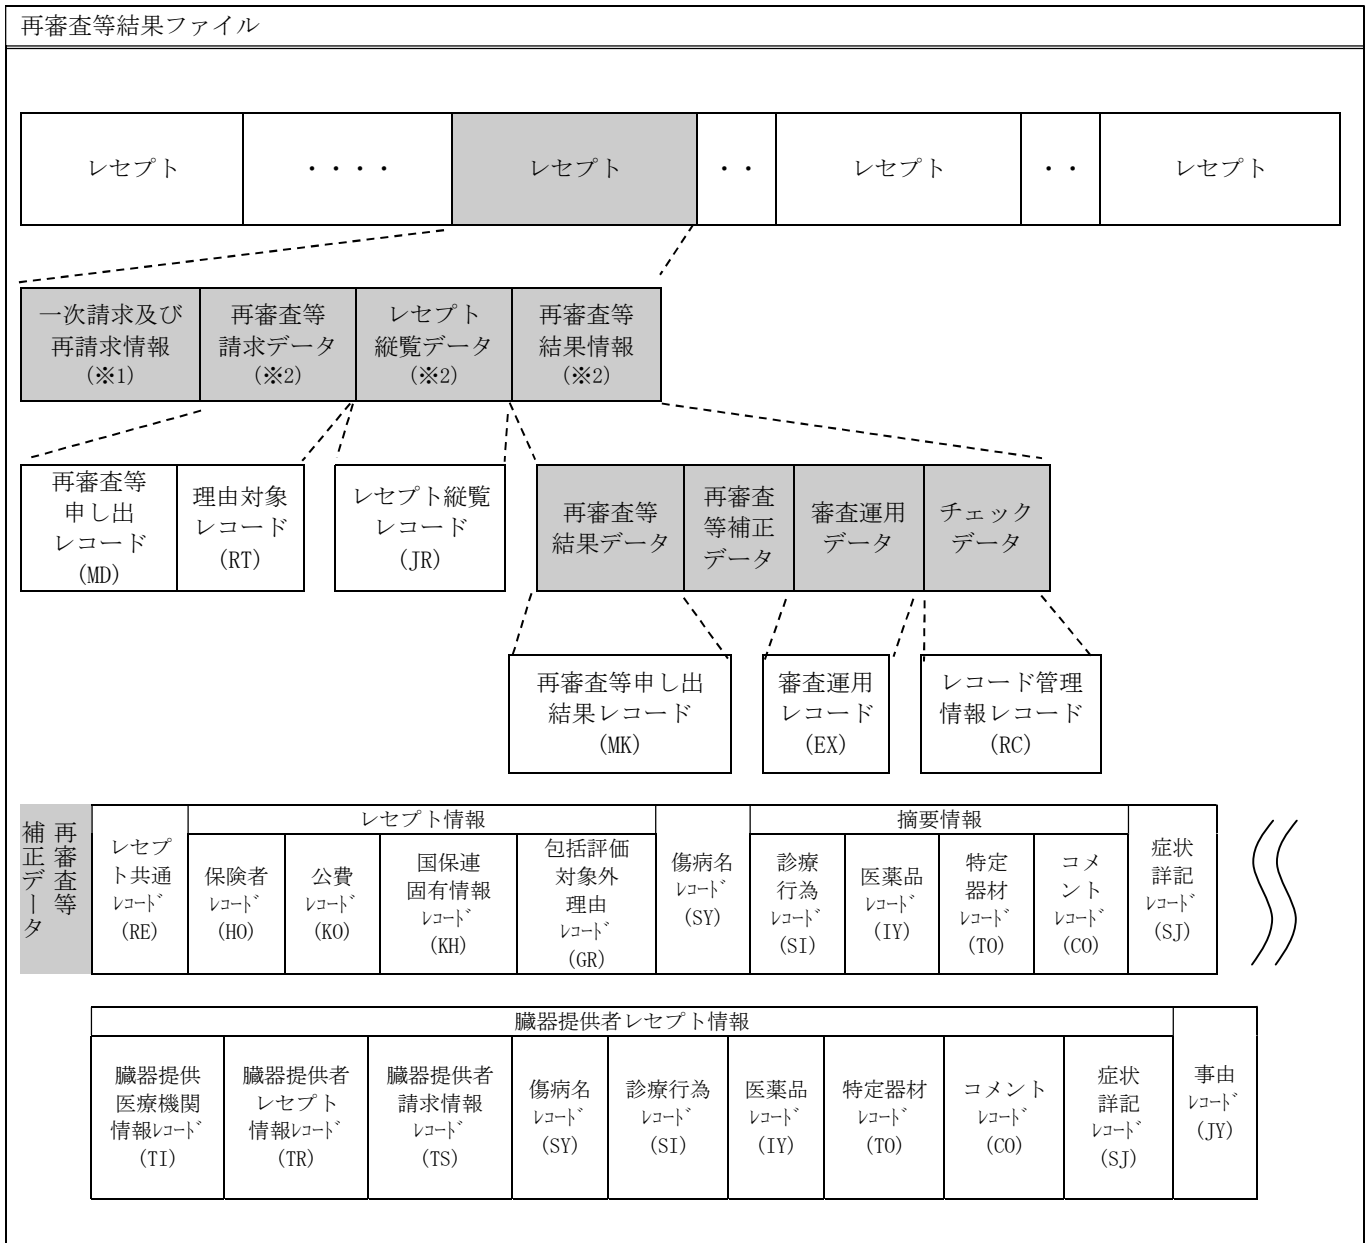 再審査等結果ファイル
レセプト
・・・・
レセプト
・・
レセプト
・・
レセプト
一次請求及び
再請求情報
(※1)
再審査等
請求データ
(※2)
レセプト
縦覧データ
(※2)
再審査等
結果情報
(※2)
再審査等
申し出
レコード
(MD)
理由対象
レコード
(RT)
レセプト縦覧
レコード
(JR)
再審査等
結果データ
再審査
等補正
データ
審査運用
データ
チェック
データ
再審査等申し出
結果レコード
(MK)
審査運用
レコード
(EX)
レコード管理
情報レコード
(RC)
再審査等
補正データ
レセプ
ト共通
ﾚｺｰﾄﾞ
(RE)
レセプト情報
保険者
ﾚｺｰﾄﾞ
(HO)
公費
ﾚｺｰﾄﾞ
(KO)
国保連
固有情報
ﾚｺｰﾄﾞ
(KH)
包括評価
対象外
理由
ﾚｺｰﾄﾞ
(GR)
傷病名
ﾚｺｰﾄﾞ
(SY)
摘要情報
診療
行為
ﾚｺｰﾄﾞ
(SI)
医薬品
ﾚｺｰﾄﾞ
(IY)
特定
器材
ﾚｺｰﾄﾞ
(TO)
コメ
ント
ﾚｺｰﾄﾞ
(CO)
症状
詳記
ﾚｺｰﾄﾞ
(SJ)
臓器提供者レセプト情報
臓器提供
医療機関
情報ﾚｺｰﾄﾞ
(TI)
臓器提供者
レセプト
情報ﾚｺｰﾄﾞ
(TR)
臓器提供者
請求情報
ﾚｺｰﾄﾞ
(TS)
傷病名
ﾚｺｰﾄﾞ
(SY)
診療行為
ﾚｺｰﾄﾞ
(SI)
医薬品
ﾚｺｰﾄﾞ
(IY)
特定器材
ﾚｺｰﾄﾞ
(TO)
コメント
ﾚｺｰﾄﾞ
(CO)
症状
詳記
ﾚｺｰﾄﾞ
(SJ)
事由
ﾚｺｰﾄﾞ
(JY)